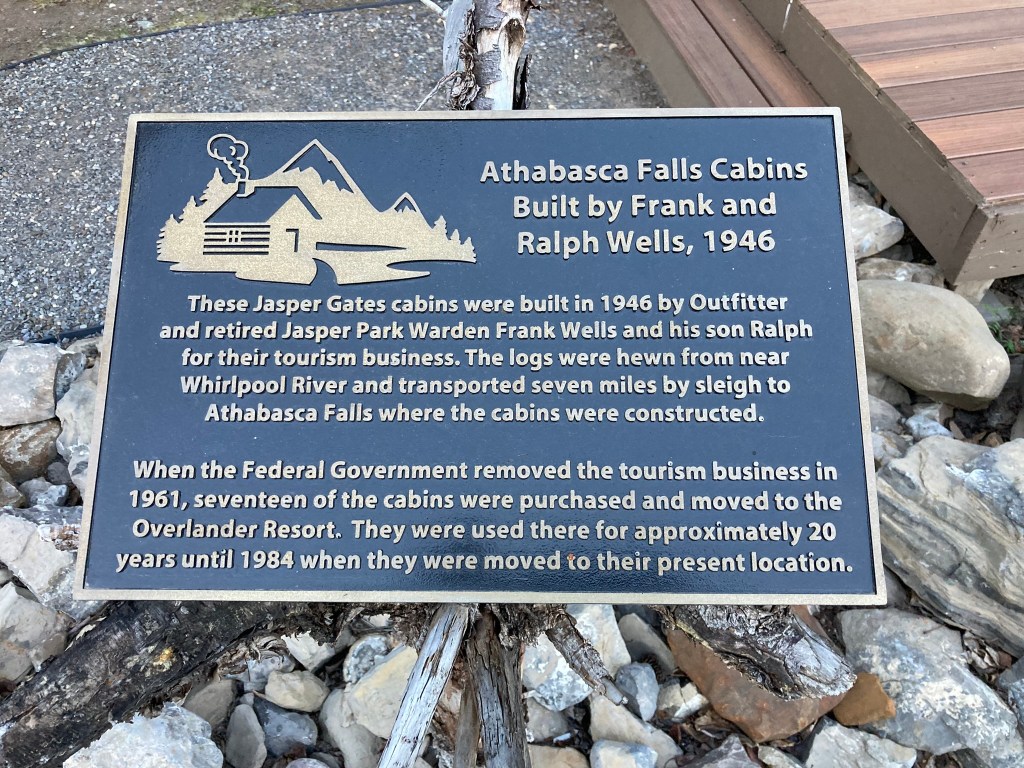 Athabasca Falls Cabins
Built by Frank and
Ralph Wells, 1946
These Jasper Gates cabins were built in 1946 by Outfitter
and retired Jasper Park Warden Frank Wells and his son Ralph
for their tourism business. The logs were hewn from near
Whirlpool River and transported seven miles by sleigh to
Athabasca Falls where the cabins were constructed.
When the Federal Government removed the tourism business in
1961, seventeen of the cabins were purchased and moved to the
Overlander Resort. They were used there for approximately 20
years until 1984 when they were moved to their present location.